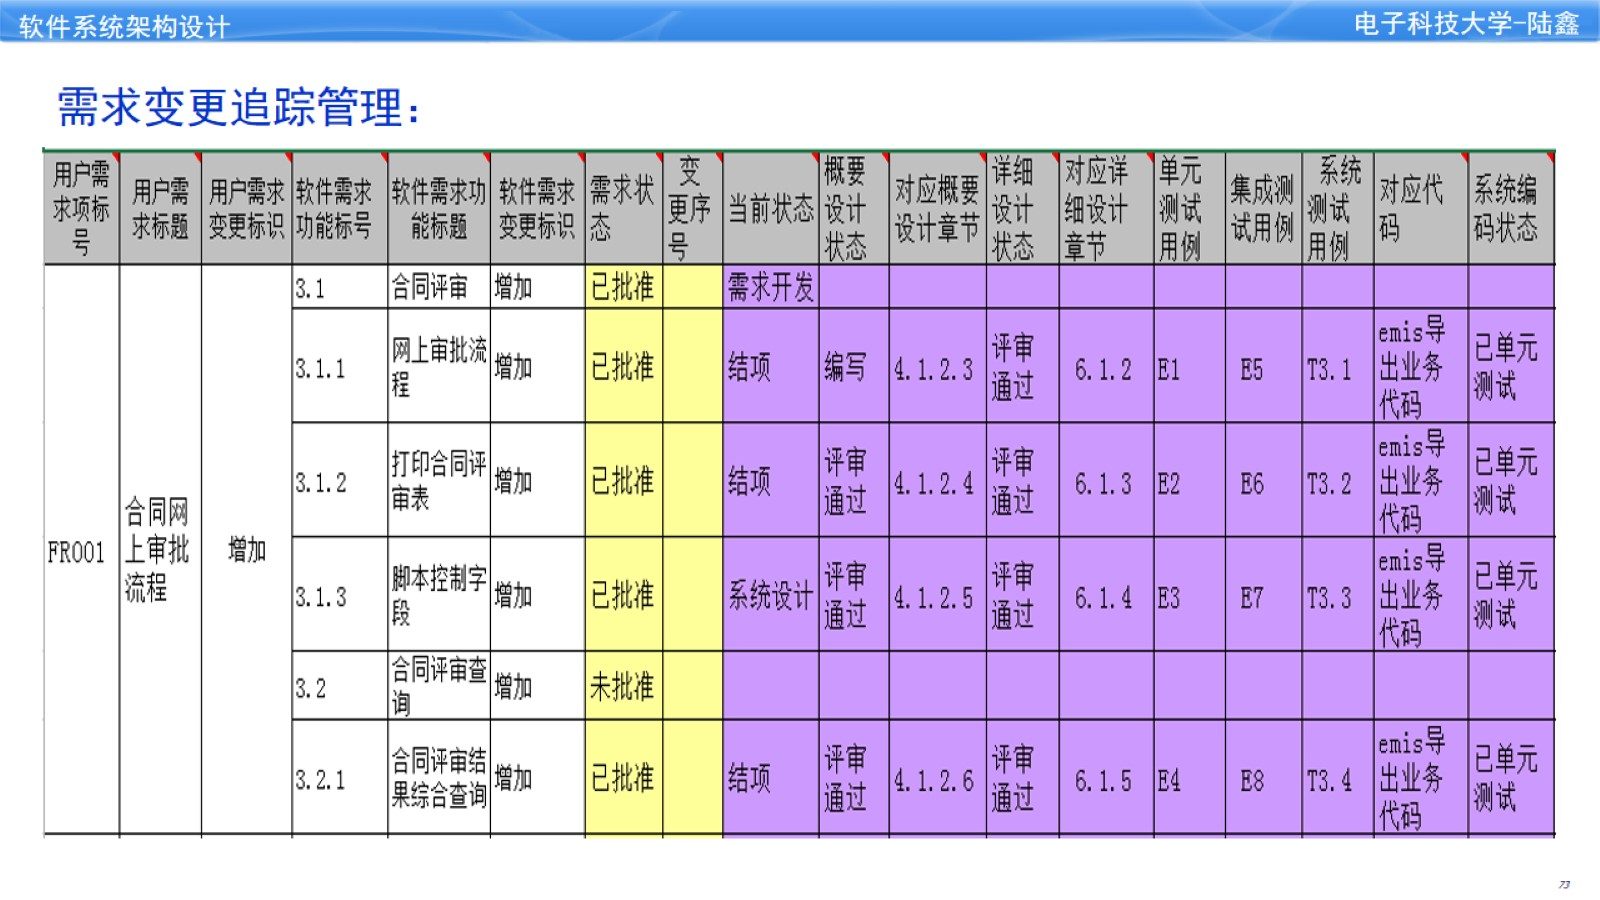 软件系统架构设计
电子科技大学-陆鑫
需求变更追踪管理：
用户需求项标号 用户需求标题 用户需求变更标识 软件需求功能标号 软件需求功能标题 软件需求变更标识 需求状态 变更序号 当前状态 概要设计状态 对应概要设计章节 详细设计状态 对应详细设计章节 单元测试用例 集成测试用例 系统测试用例 对应代码 系统编码状态
FR001 合同网上审批流程 增加
3.1 合同评审 增加 已批准 需求开发
3.1.1 网上审批流程 增加 已批准 结项 编写 4.1.2.3 评审通过 6.1.2 E1 E5 T3.1 emis导出业务代码 已单元测试
3.1.2 打印合同评审表 增加 已批准 结项 评审通过 4.1.2.4 评审通过 6.1.3 E2 E6 T3.2 emis导出业务代码 已单元测试
3.1.3 脚本控制字段 增加 已批准 系统设计 评审通过 4.1.2.5 评审通过 6.1.4 E3 E7 T3.3 emis导出业务代码 已单元测试
3.2 合同评审查询 增加 未批准
3.2.1 合同评审结果综合查询 增加 已批准 结项 评审通过 4.1.2.6 评审通过 6.1.5 E4 E8 T3.4 emis导出业务代码 已单元测试
73